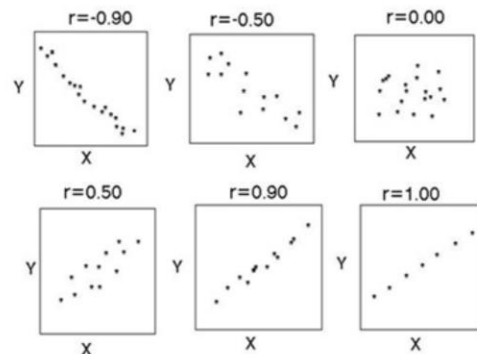 r=-0.90 r=-0.50 r=0.00
Y Y Y
X X X
r=0.50 r=0.90 r=1.00
Y Y Y
X X X